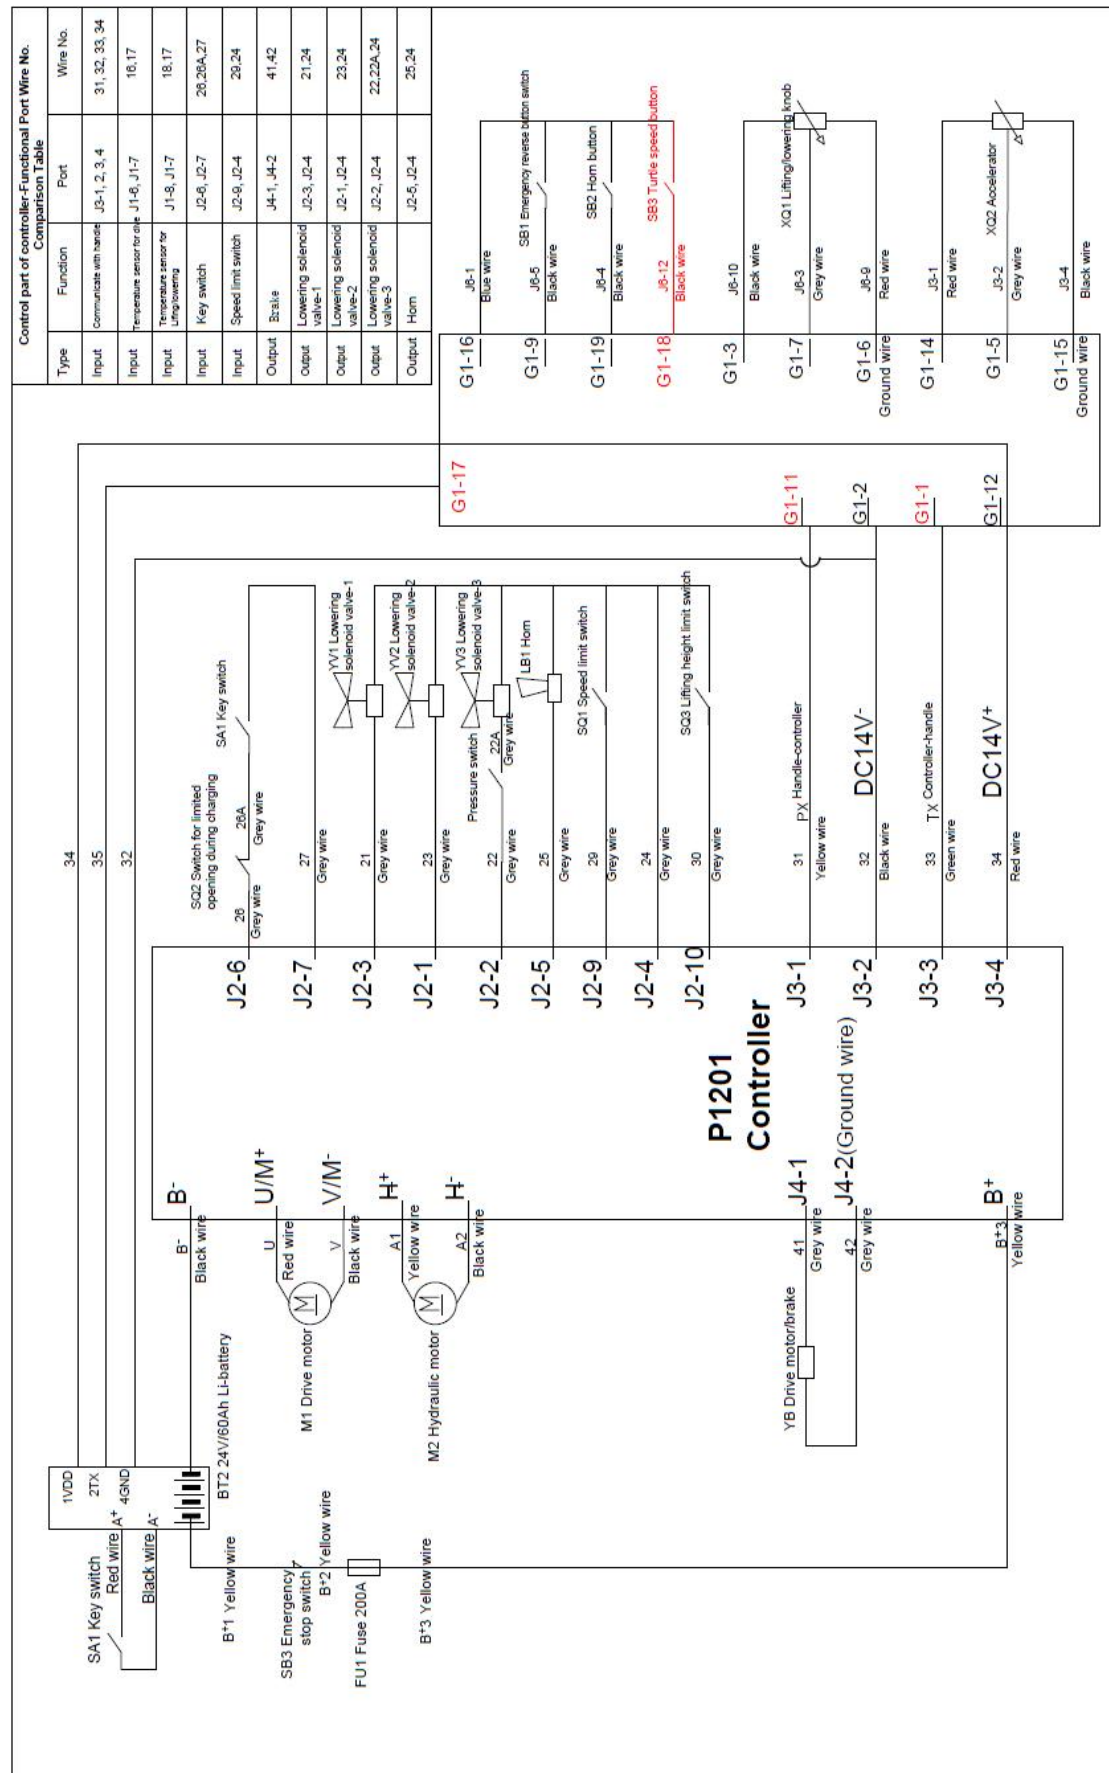 Control part of controller-Functional Port Wire No.
Comparison Table
Type Function Port Wire No.
Input Communicate with handle J3-1, 2, 3, 4 31, 32, 33, 34
Input Temperature sensor for drive J1-6, J1-7 16,17
Input Temperature sensor for J1-8, J1-7 18,17
Lifting/lowering
Input Key switch J2-6, J2-7 26,26A,27
Input Speed limit switch J2-9, J2-4 29,24
Output Brake J4-1, J4-2 41,42
Output Lowering solenoid J2-3, J2-4 21,24
valve-1
Output Lowering solenoid J2-1, J2-4 23,24
valve-2
Output Lowering solenoid J2-2, J2-4 22,22A,24
valve-3
Output Horn J2-5, J2-4 25,24
SA1 Key switch
Red wire
Black wire
1VDD
2TX
4GND
A+
A-
34
35
32
BT2 24V/60Ah Li-battery
B+1 Yellow wire
SB3 Emergency
stop switch
B+2 Yellow wire
FU1 Fuse 200A
B+3 Yellow wire
B-
Black wire
B-
U
Red wire
U/M+
V
Black wire
V/M-
M
M1 Drive motor
A1
Yellow wire
H+
A2
Black wire
H-
M
M2 Hydraulic motor
YB Drive motor/brake
41
Grey wire
J4-1
42
Grey wire
J4-2(Ground wire)
B+3
Yellow wire
B+
P1201
Controller
J2-6
26
Grey wire
SQ2 Switch for limited
opening during charging
26A
Grey wire
SA1 Key switch
J2-7
27
Grey wire
J2-3
21
Grey wire
YV1 Lowering
solenoid valve-1
J2-1
23
Grey wire
YV2 Lowering
solenoid valve-2
J2-2
22
Grey wire
Pressure switch
22A
Grey wire
YV3 Lowering
solenoid valve-3
J2-5
25
Grey wire
LB1 Horn
J2-9
29
Grey wire
SQ1 Speed limit switch
J2-4
24
Grey wire
J2-10
30
Grey wire
SQ3 Lifting height limit switch
J3-1
31
Yellow wire
PX Handle-controller
G1-11
J3-2
32
Black wire
DC14V-
G1-2
J3-3
33
Green wire
TX Controller-handle
G1-1
J3-4
34
Red wire
DC14V+
G1-12
G1-17
G1-16
J6-1
Blue wire
G1-9
J6-5
Black wire
SB1 Emergency reverse button switch
G1-19
J6-4
Black wire
SB2 Horn button
G1-18
J6-12
Black wire
SB3 Turtle speed button
G1-3
J6-10
Black wire
G1-7
J6-3
Grey wire
XQ1 Lifting/lowering knob
G1-6
Ground wire
J6-9
Red wire
G1-14
J3-1
Red wire
G1-5
J3-2
Grey wire
XQ2 Accelerator
G1-15
Ground wire
J3-4
Black wire